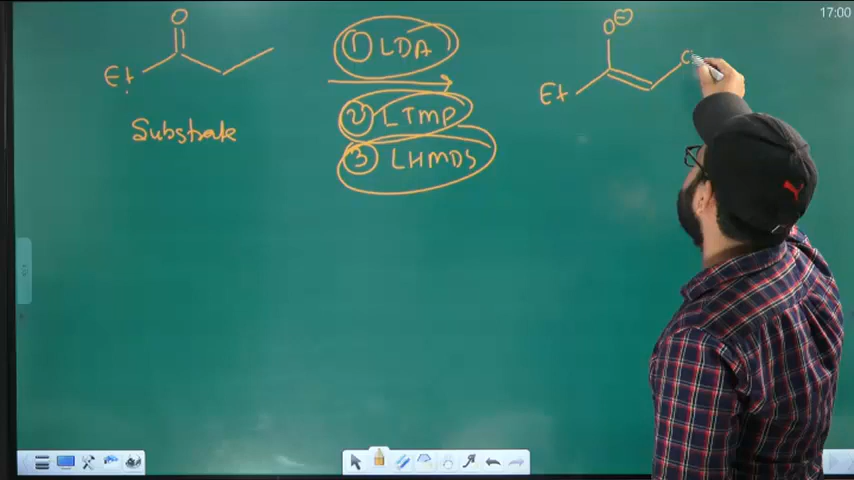 17:00
O
Et
Substrate
① LDA
② LTMP
③ LHMDS
O⊖
Et
C